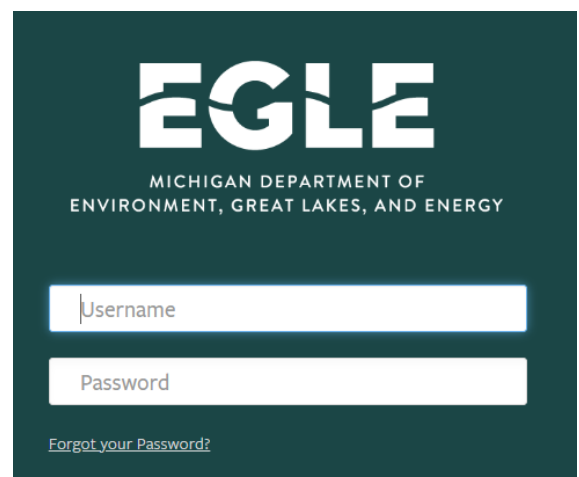 EGLE
MICHIGAN DEPARTMENT OF
ENVIRONMENT, GREAT LAKES, AND ENERGY
Username
Password
Forgot your Password?